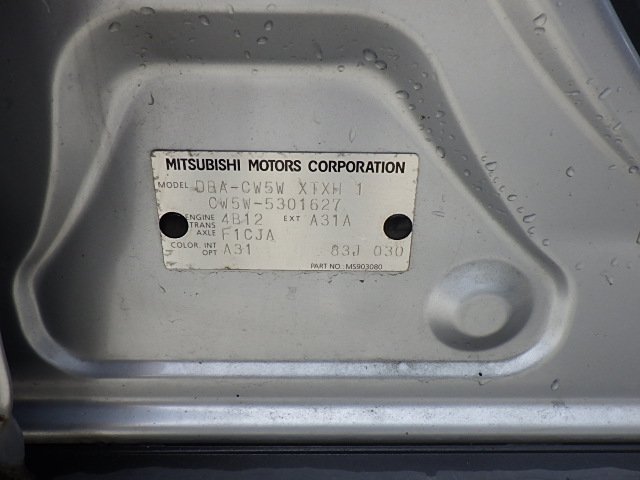 MITSUBISHI MOTORS CORPORATION
MODEL DBA-CW5W XTXH 1
CW5W-5301627
ENGINE 4B12 EXT A31A
TRANS AXLE F1CJA
COLOR. INT OPT A31 83J 030
PART NO.: MS903080